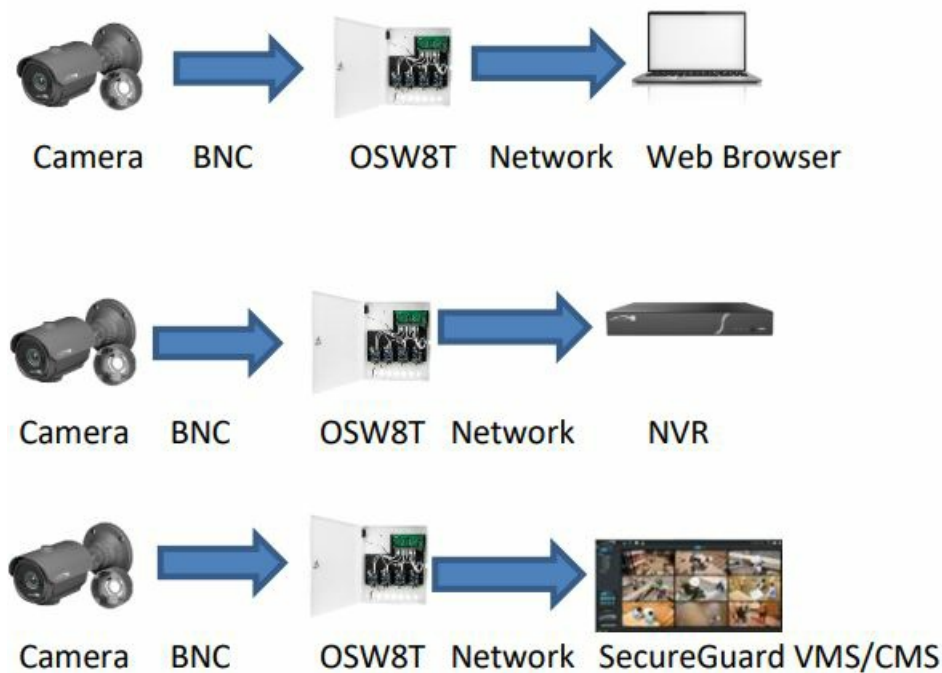 Camera BNC OSW8T Network Web Browser
Camera BNC OSW8T Network NVR
Camera BNC OSW8T Network SecureGuard VMS/CMS